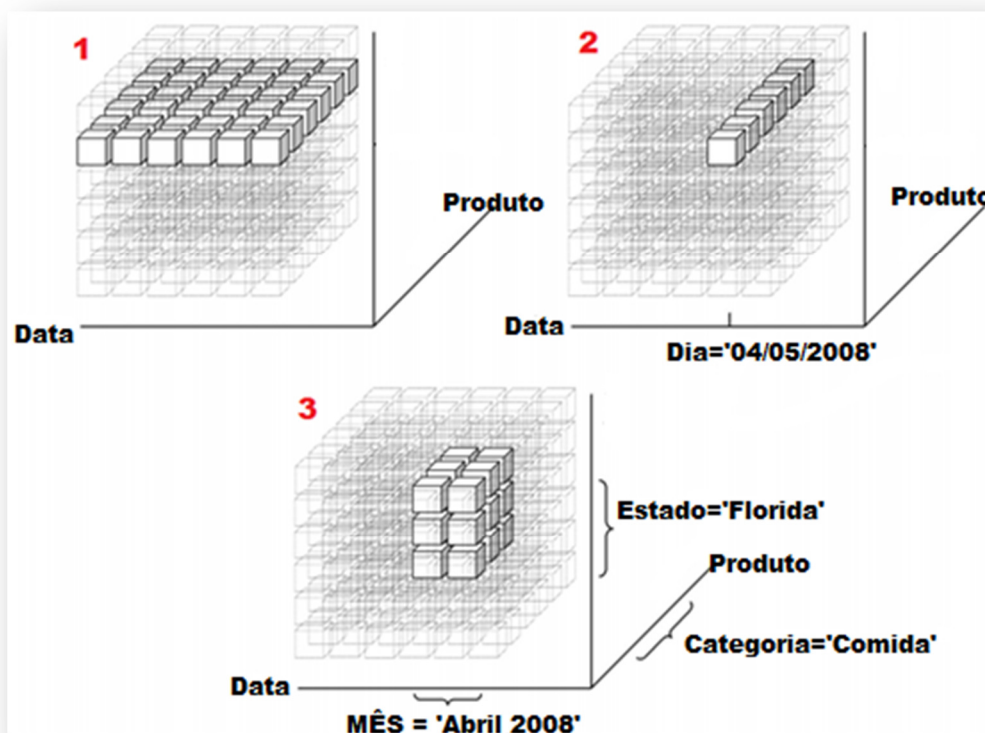 1
Produto
Data
2
Produto
Data
Dia='04/05/2008'
3
Estado='Florida'
Produto
Categoria='Comida'
Data
MÊS = 'Abril 2008'